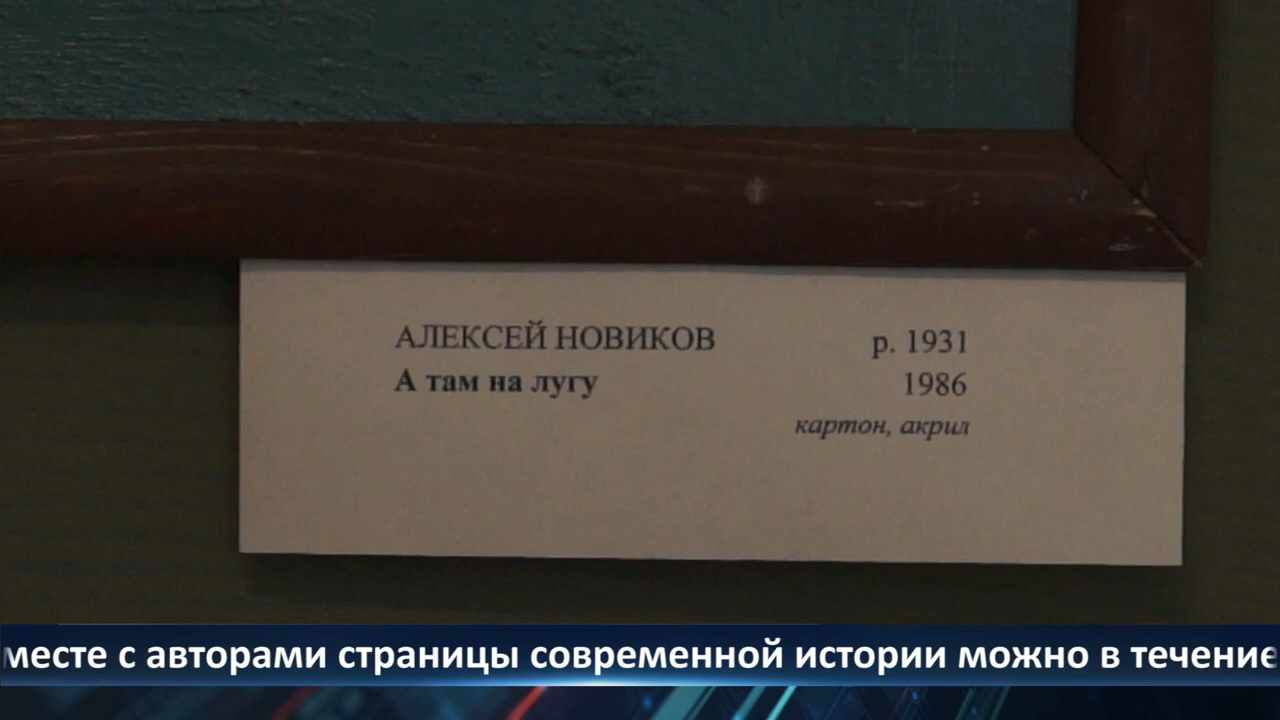 АЛЕКСЕЙ НОВИКОВ р. 1931
А там на лугу 1986
картон, акрил
месте с авторами страницы современной истории можно в течение